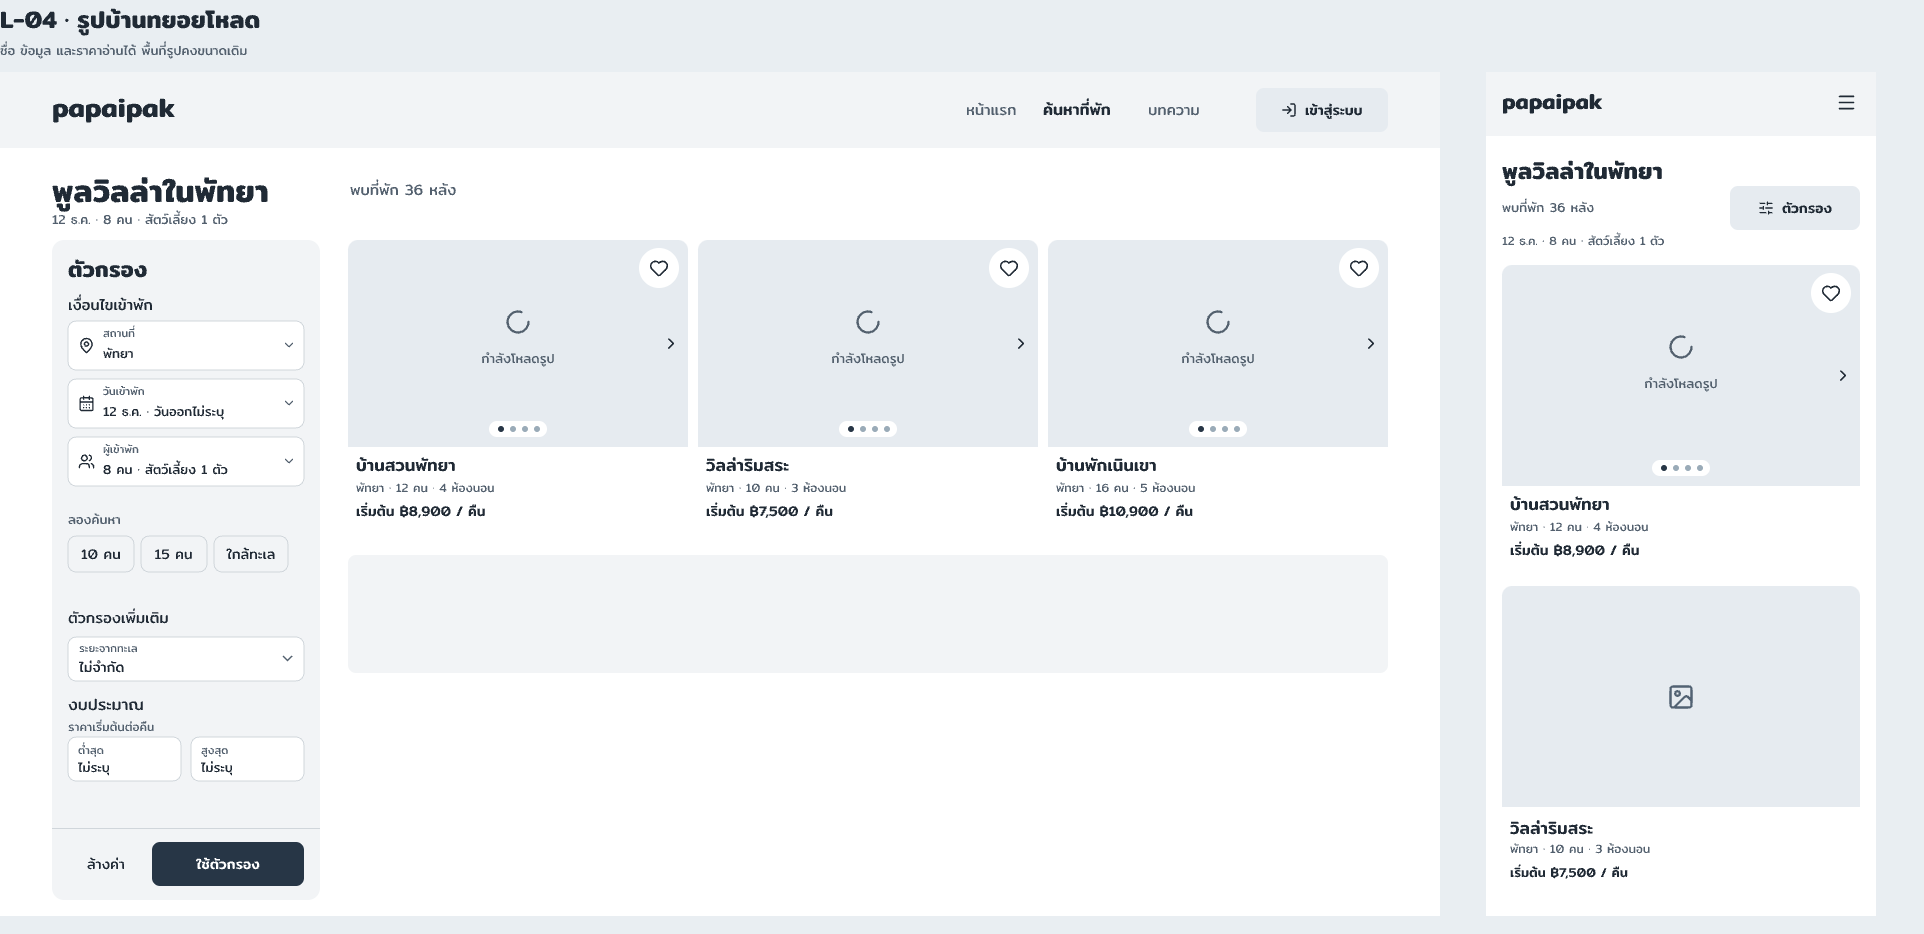 L-04 · รูปบ้านทยอยโหลด
ชื่อ ข้อมูล และราคาอ่านได้ พื้นที่รูปคงขนาดเดิม
papaipak
หน้าแรก
ค้นหาที่พัก
บทความ
เข้าสู่ระบบ
พูลวิลล่าในพัทยา
12 ธ.ค. · 8 คน · สัตว์เลี้ยง 1 ตัว
พบที่พัก 36 หลัง
ตัวกรอง
เงื่อนไขเข้าพัก
สถานที่
พัทยา
วันเข้าพัก
12 ธ.ค. · วันออกไม่ระบุ
ผู้เข้าพัก
8 คน · สัตว์เลี้ยง 1 ตัว
ลองค้นหา
10 คน
15 คน
ใกล้ทะเล
ตัวกรองเพิ่มเติม
ระยะจากทะเล
ไม่จำกัด
งบประมาณ
ราคาเริ่มต้นต่อคืน
ต่ำสุด
ไม่ระบุ
สูงสุด
ไม่ระบุ
ล้างค่า
ใช้ตัวกรอง
กำลังโหลดรูป
บ้านสวนพัทยา
พัทยา · 12 คน · 4 ห้องนอน
เริ่มต้น ฿8,900 / คืน
กำลังโหลดรูป
วิลล่าริมสระ
พัทยา · 10 คน · 3 ห้องนอน
เริ่มต้น ฿7,500 / คืน
กำลังโหลดรูป
บ้านพักเนินเขา
พัทยา · 16 คน · 5 ห้องนอน
เริ่มต้น ฿10,900 / คืน
papaipak
พูลวิลล่าในพัทยา
พบที่พัก 36 หลัง
ตัวกรอง
12 ธ.ค. · 8 คน · สัตว์เลี้ยง 1 ตัว
กำลังโหลดรูป
บ้านสวนพัทยา
พัทยา · 12 คน · 4 ห้องนอน
เริ่มต้น ฿8,900 / คืน
วิลล่าริมสระ
พัทยา · 10 คน · 3 ห้องนอน
เริ่มต้น ฿7,500 / คืน